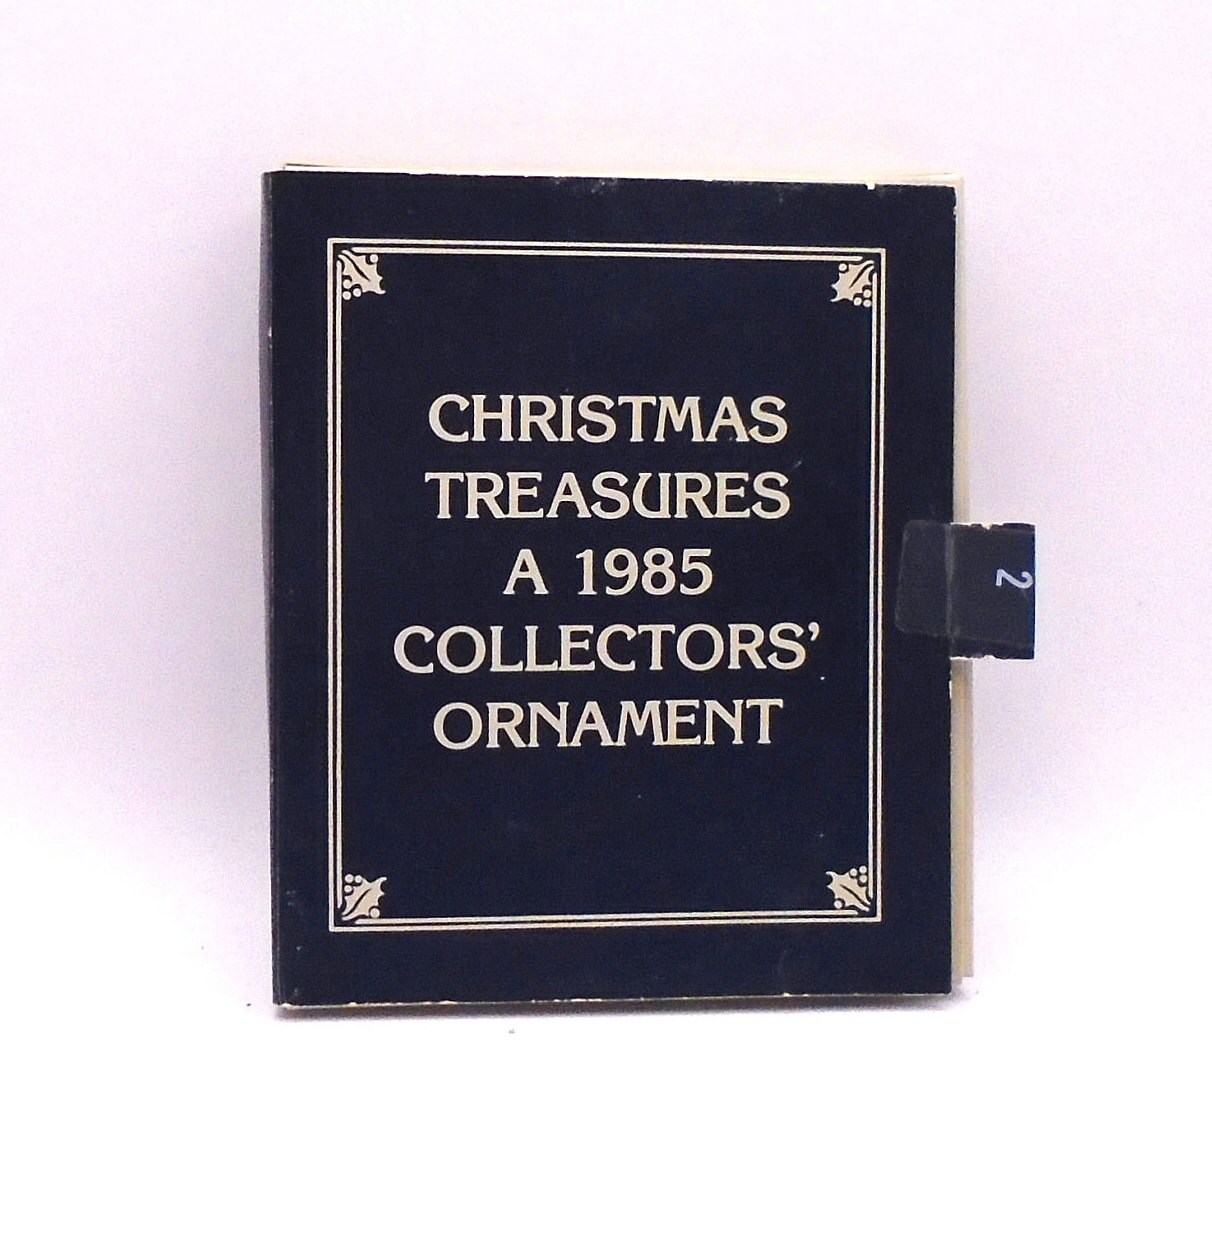 CHRISTMAS
TREASURES
A 1985
COLLECTORS'
ORNAMENT
2